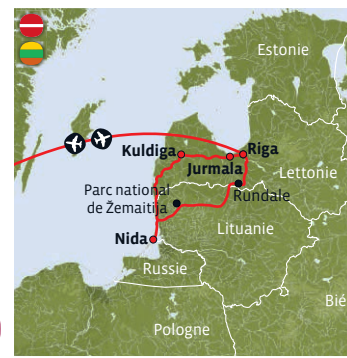 Estonie
Kuldiga
Riga
Jurmala
Lettonie
Parc national
de Žemaitija
Rundale
Lituanie
Nida
Russie
Bié
Pologne